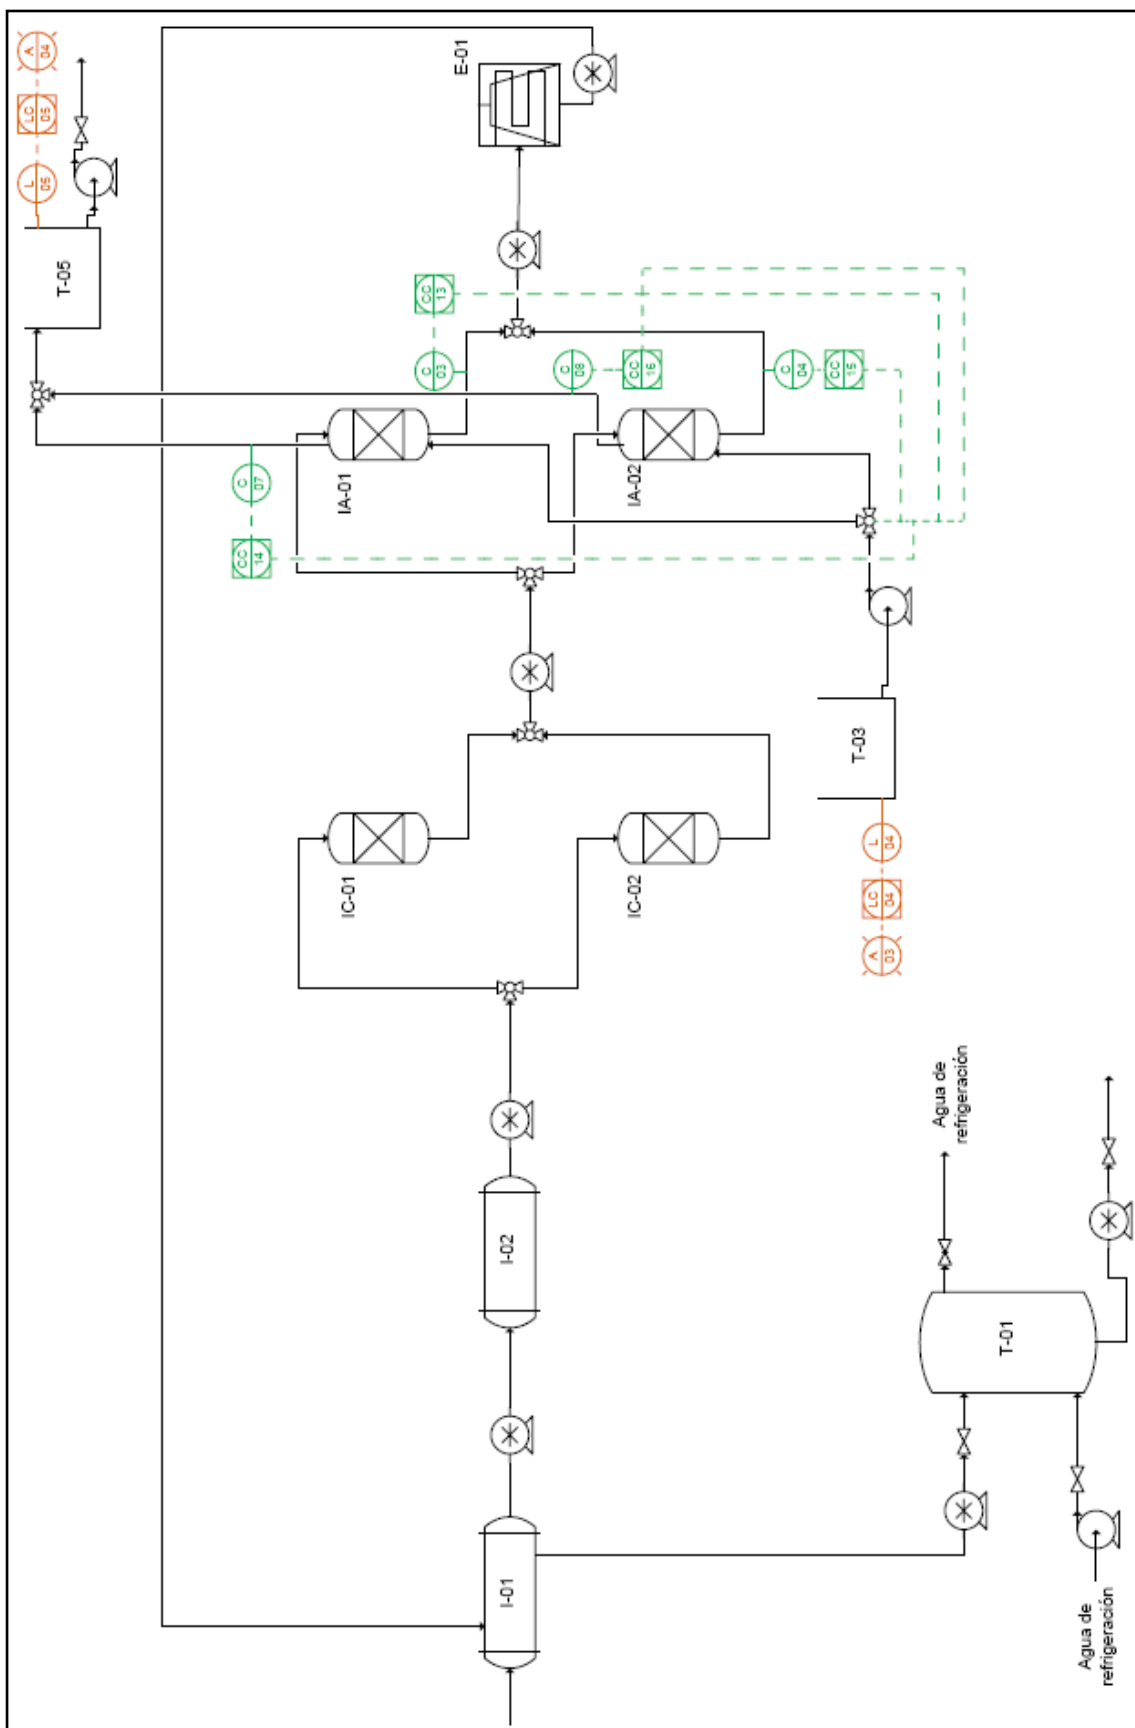 L
05
LC
05
A
04
T-05
CC
14
C
07
IC-01
IA-01
C
03
CC
13
E-01
I-01
I-02
C
08
IC-02
IA-02
CC
16
C
04
CC
15
T-03
A
03
LC
04
L
04
Agua de
refrigeración
T-01
Agua de
refrigeración